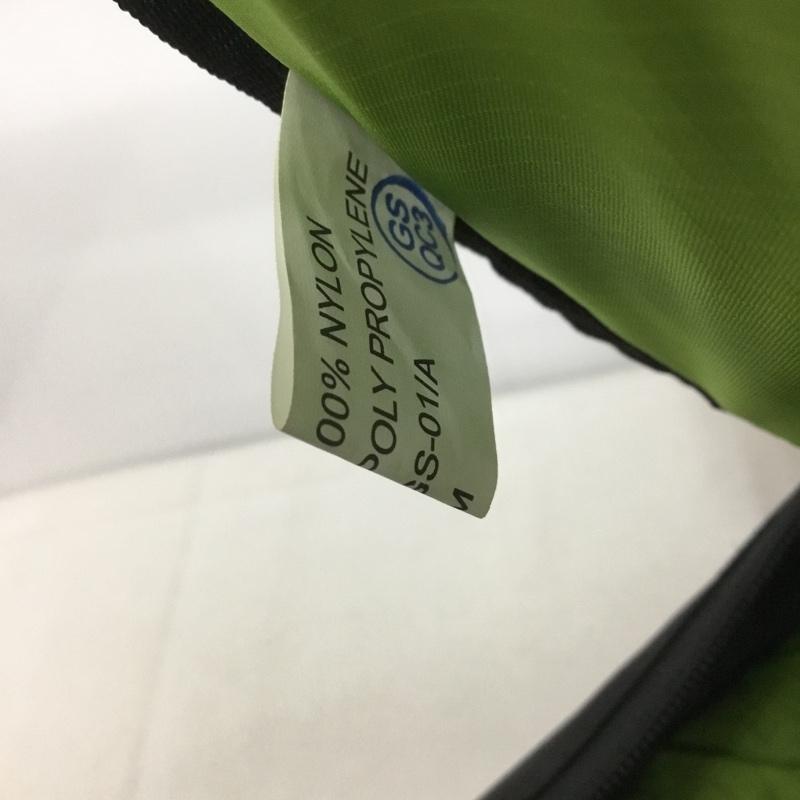 00% NYLON
POLY PROPYLENE
GS-01/A
M
GS
QC3